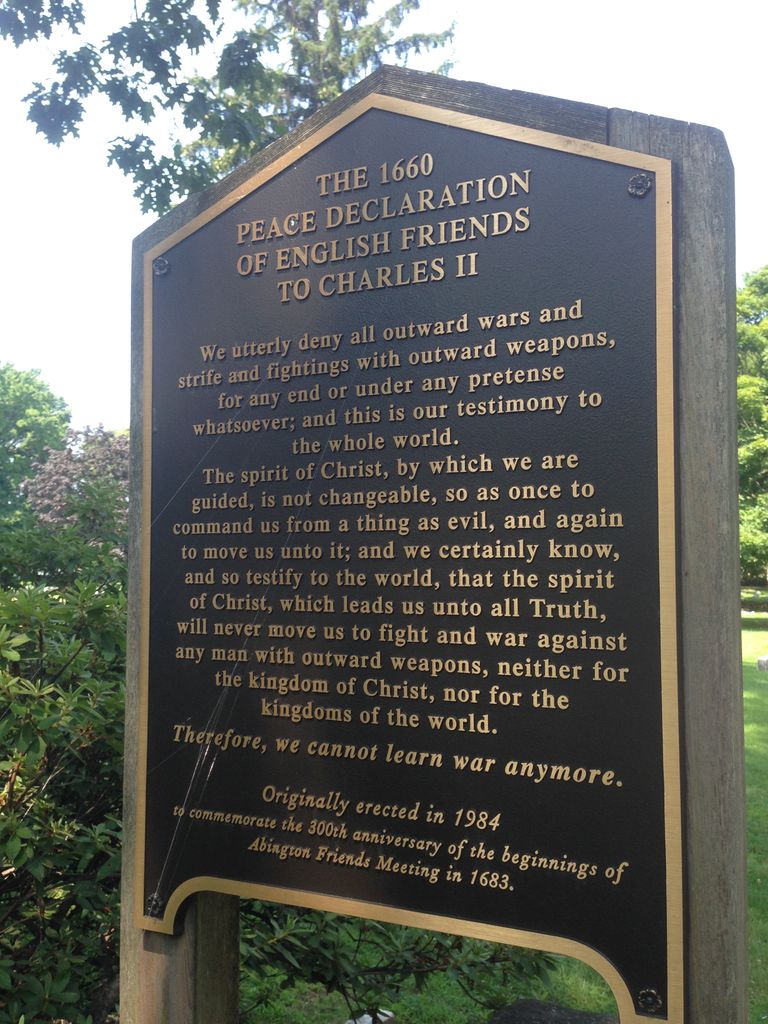 THE 1660
PEACE DECLARATION
OF ENGLISH FRIENDS
TO CHARLES II
We utterly deny all outward wars and
strife and fightings with outward weapons,
for any end or under any pretense
whatsoever; and this is our testimony to
the whole world.
The spirit of Christ, by which we are
guided, is not changeable, so as once to
command us from a thing as evil, and again
to move us unto it; and we certainly know,
and so testify to the world, that the spirit
of Christ, which leads us unto all Truth,
will never move us to fight and war against
any man with outward weapons, neither for
the kingdom of Christ, nor for the
kingdoms of the world.
Therefore, we cannot learn war anymore.
Originally erected in 1984
to commemorate the 300th anniversary of the beginnings of
Abington Friends Meeting in 1683.